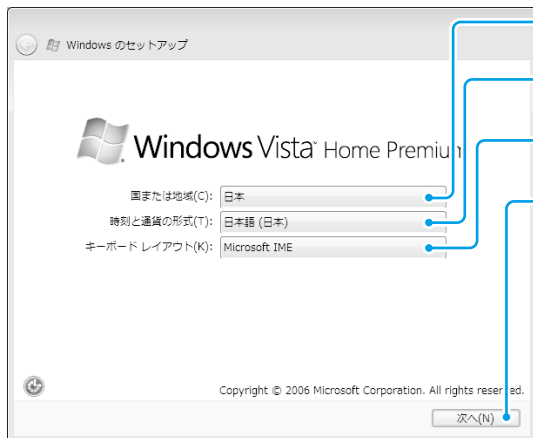 Windows のセットアップ
Windows Vista™ Home Premium
国または地域(C): 日本
時刻と通貨の形式(T): 日本語 (日本)
キーボード レイアウト(K): Microsoft IME
Copyright © 2006 Microsoft Corporation. All rights reserved.
次へ(N)